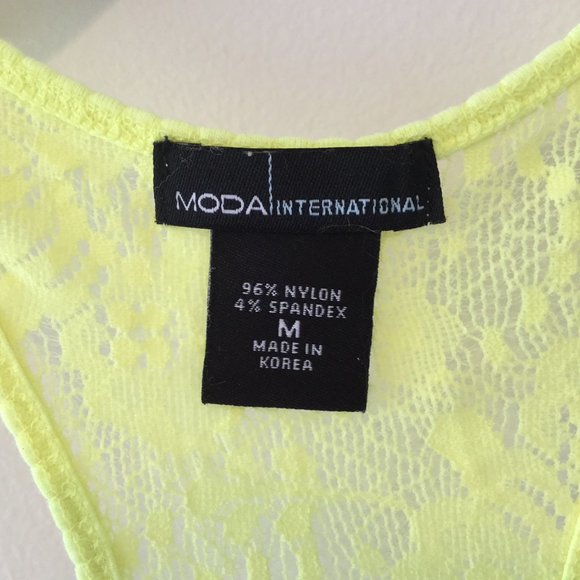 MODA INTERNATIONAL
96% NYLON
4% SPANDEX
M
MADE IN
KOREA